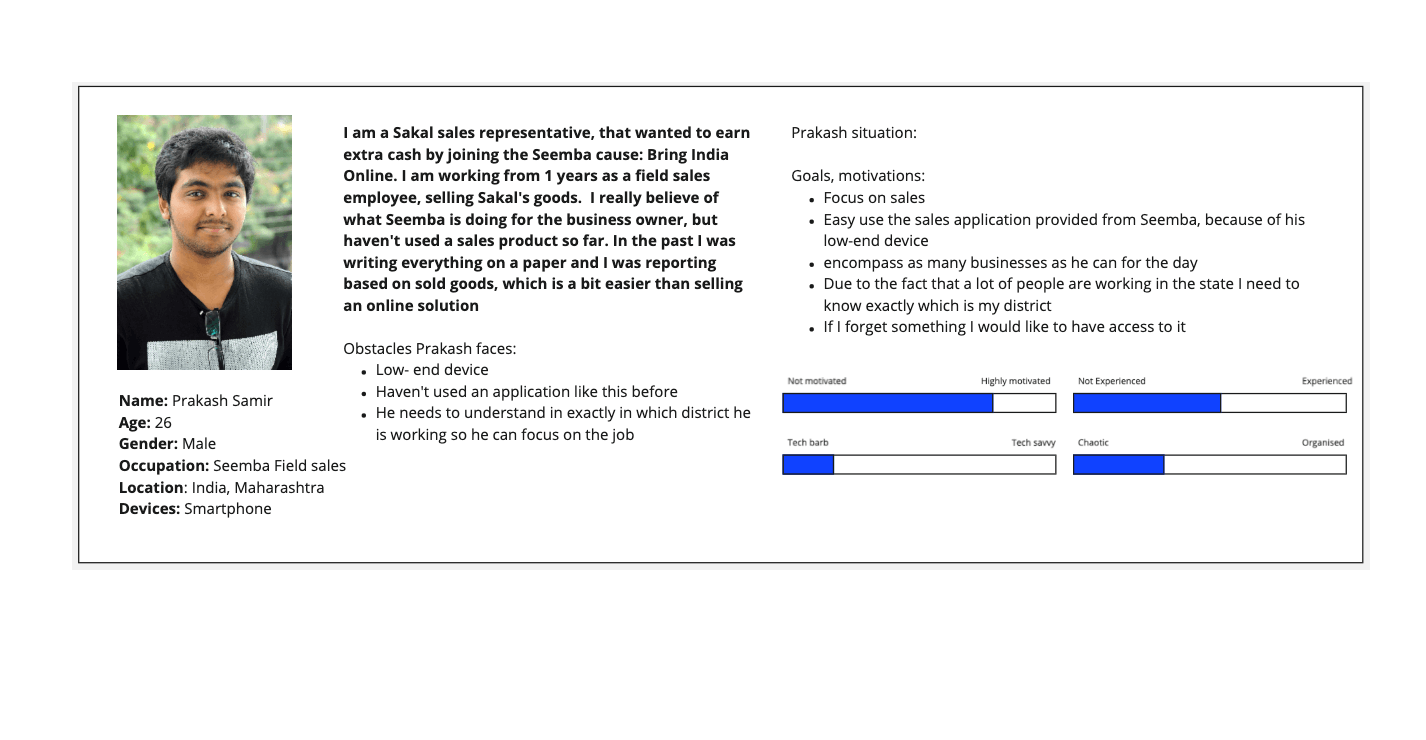 I am a Sakal sales representative, that wanted to earn
extra cash by joining the Seemba cause: Bring India
Online. I am working from 1 years as a field sales
employee, selling Sakal's goods.  I really believe of
what Seemba is doing for the business owner, but
haven't used a sales product so far. In the past I was
writing everything on a paper and I was reporting
based on sold goods, which is a bit easier than selling
an online solution
Obstacles Prakash faces:
• Low- end device
• Haven't used an application like this before
• He needs to understand in exactly in which district he
is working so he can focus on the job
Name: Prakash Samir
Age: 26
Gender: Male
Occupation: Seemba Field sales
Location: India, Maharashtra
Devices: Smartphone
Prakash situation:
Goals, motivations:
• Focus on sales
• Easy use the sales application provided from Seemba, because of his
low-end device
• encompass as many businesses as he can for the day
• Due to the fact that a lot of people are working in the state I need to
know exactly which is my district
• If I forget something I would like to have access to it
Not motivated Highly motivated
Not Experienced Experienced
Tech barb Tech savvy
Chaotic Organised